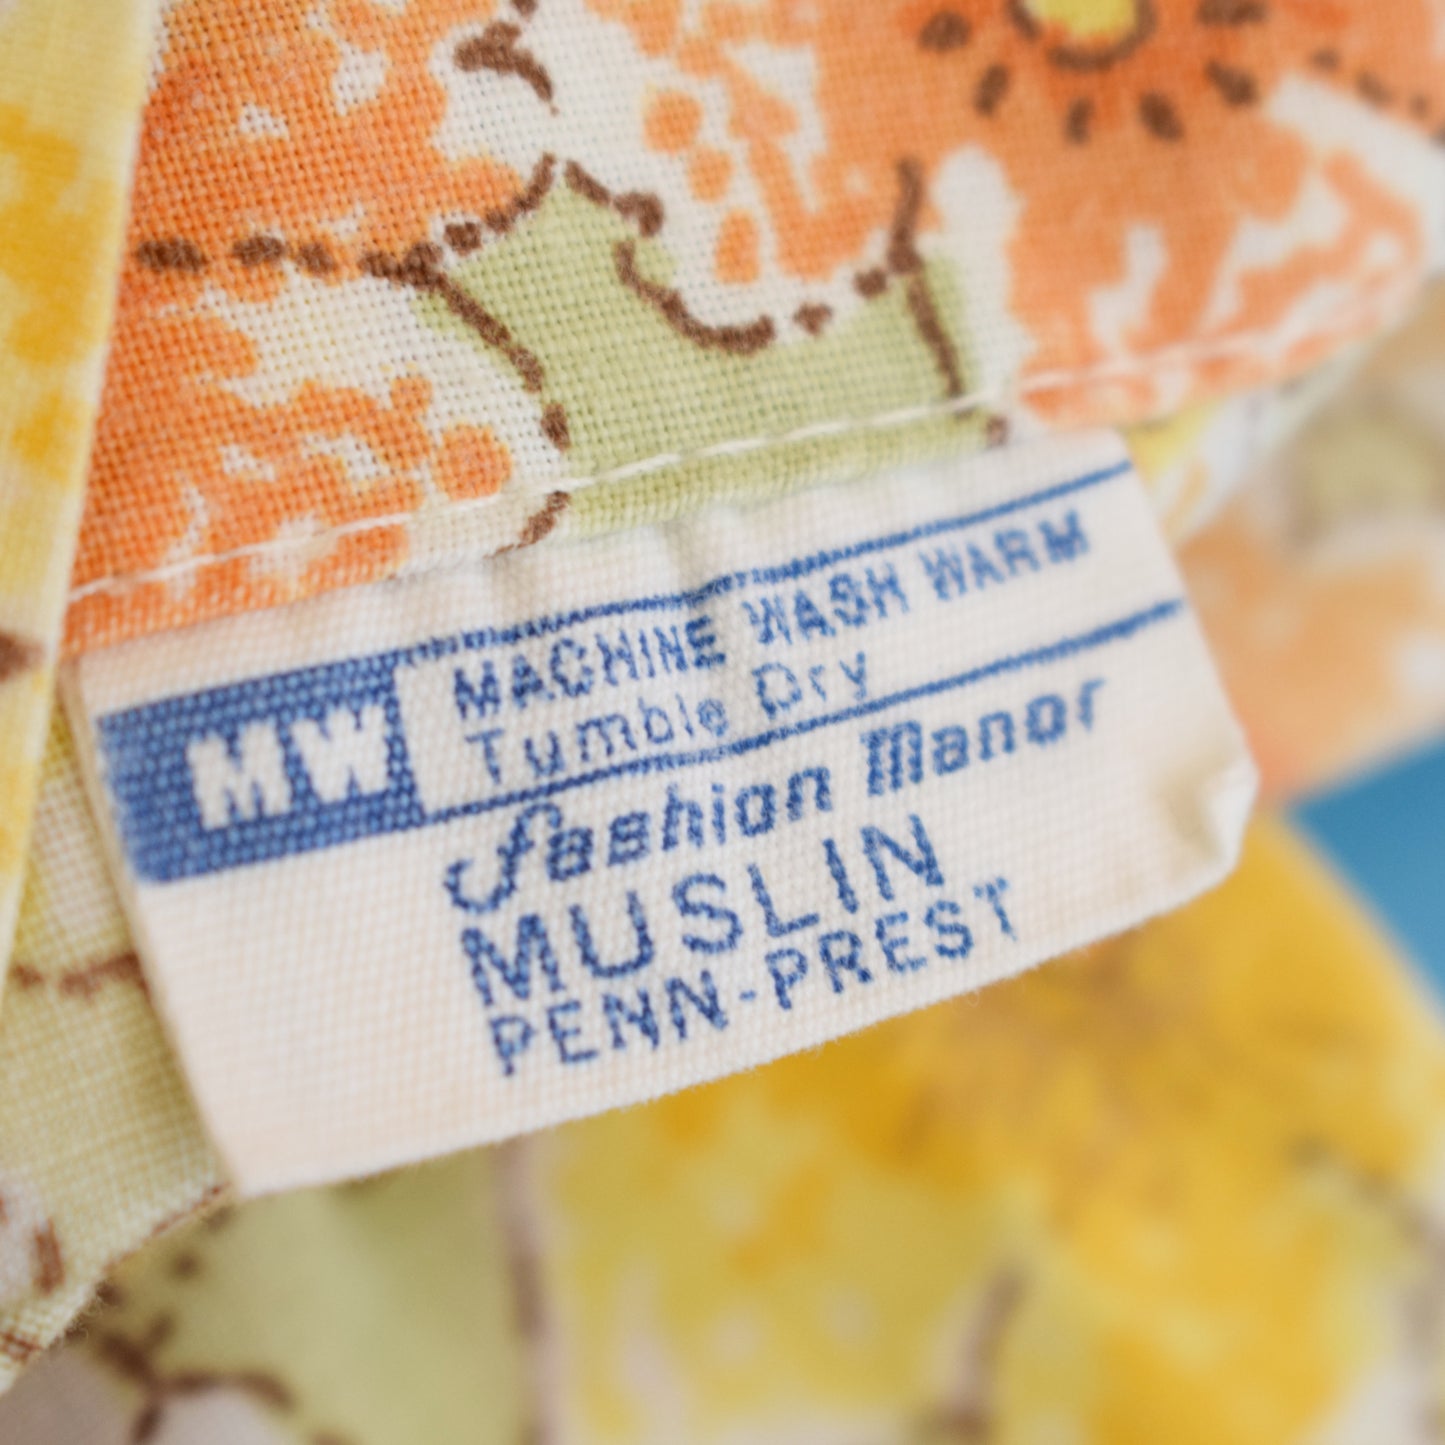 MW
MACHINE WASH WARM
Tumble Dry
Fashion Manor
MUSLIN
PENN-PREST